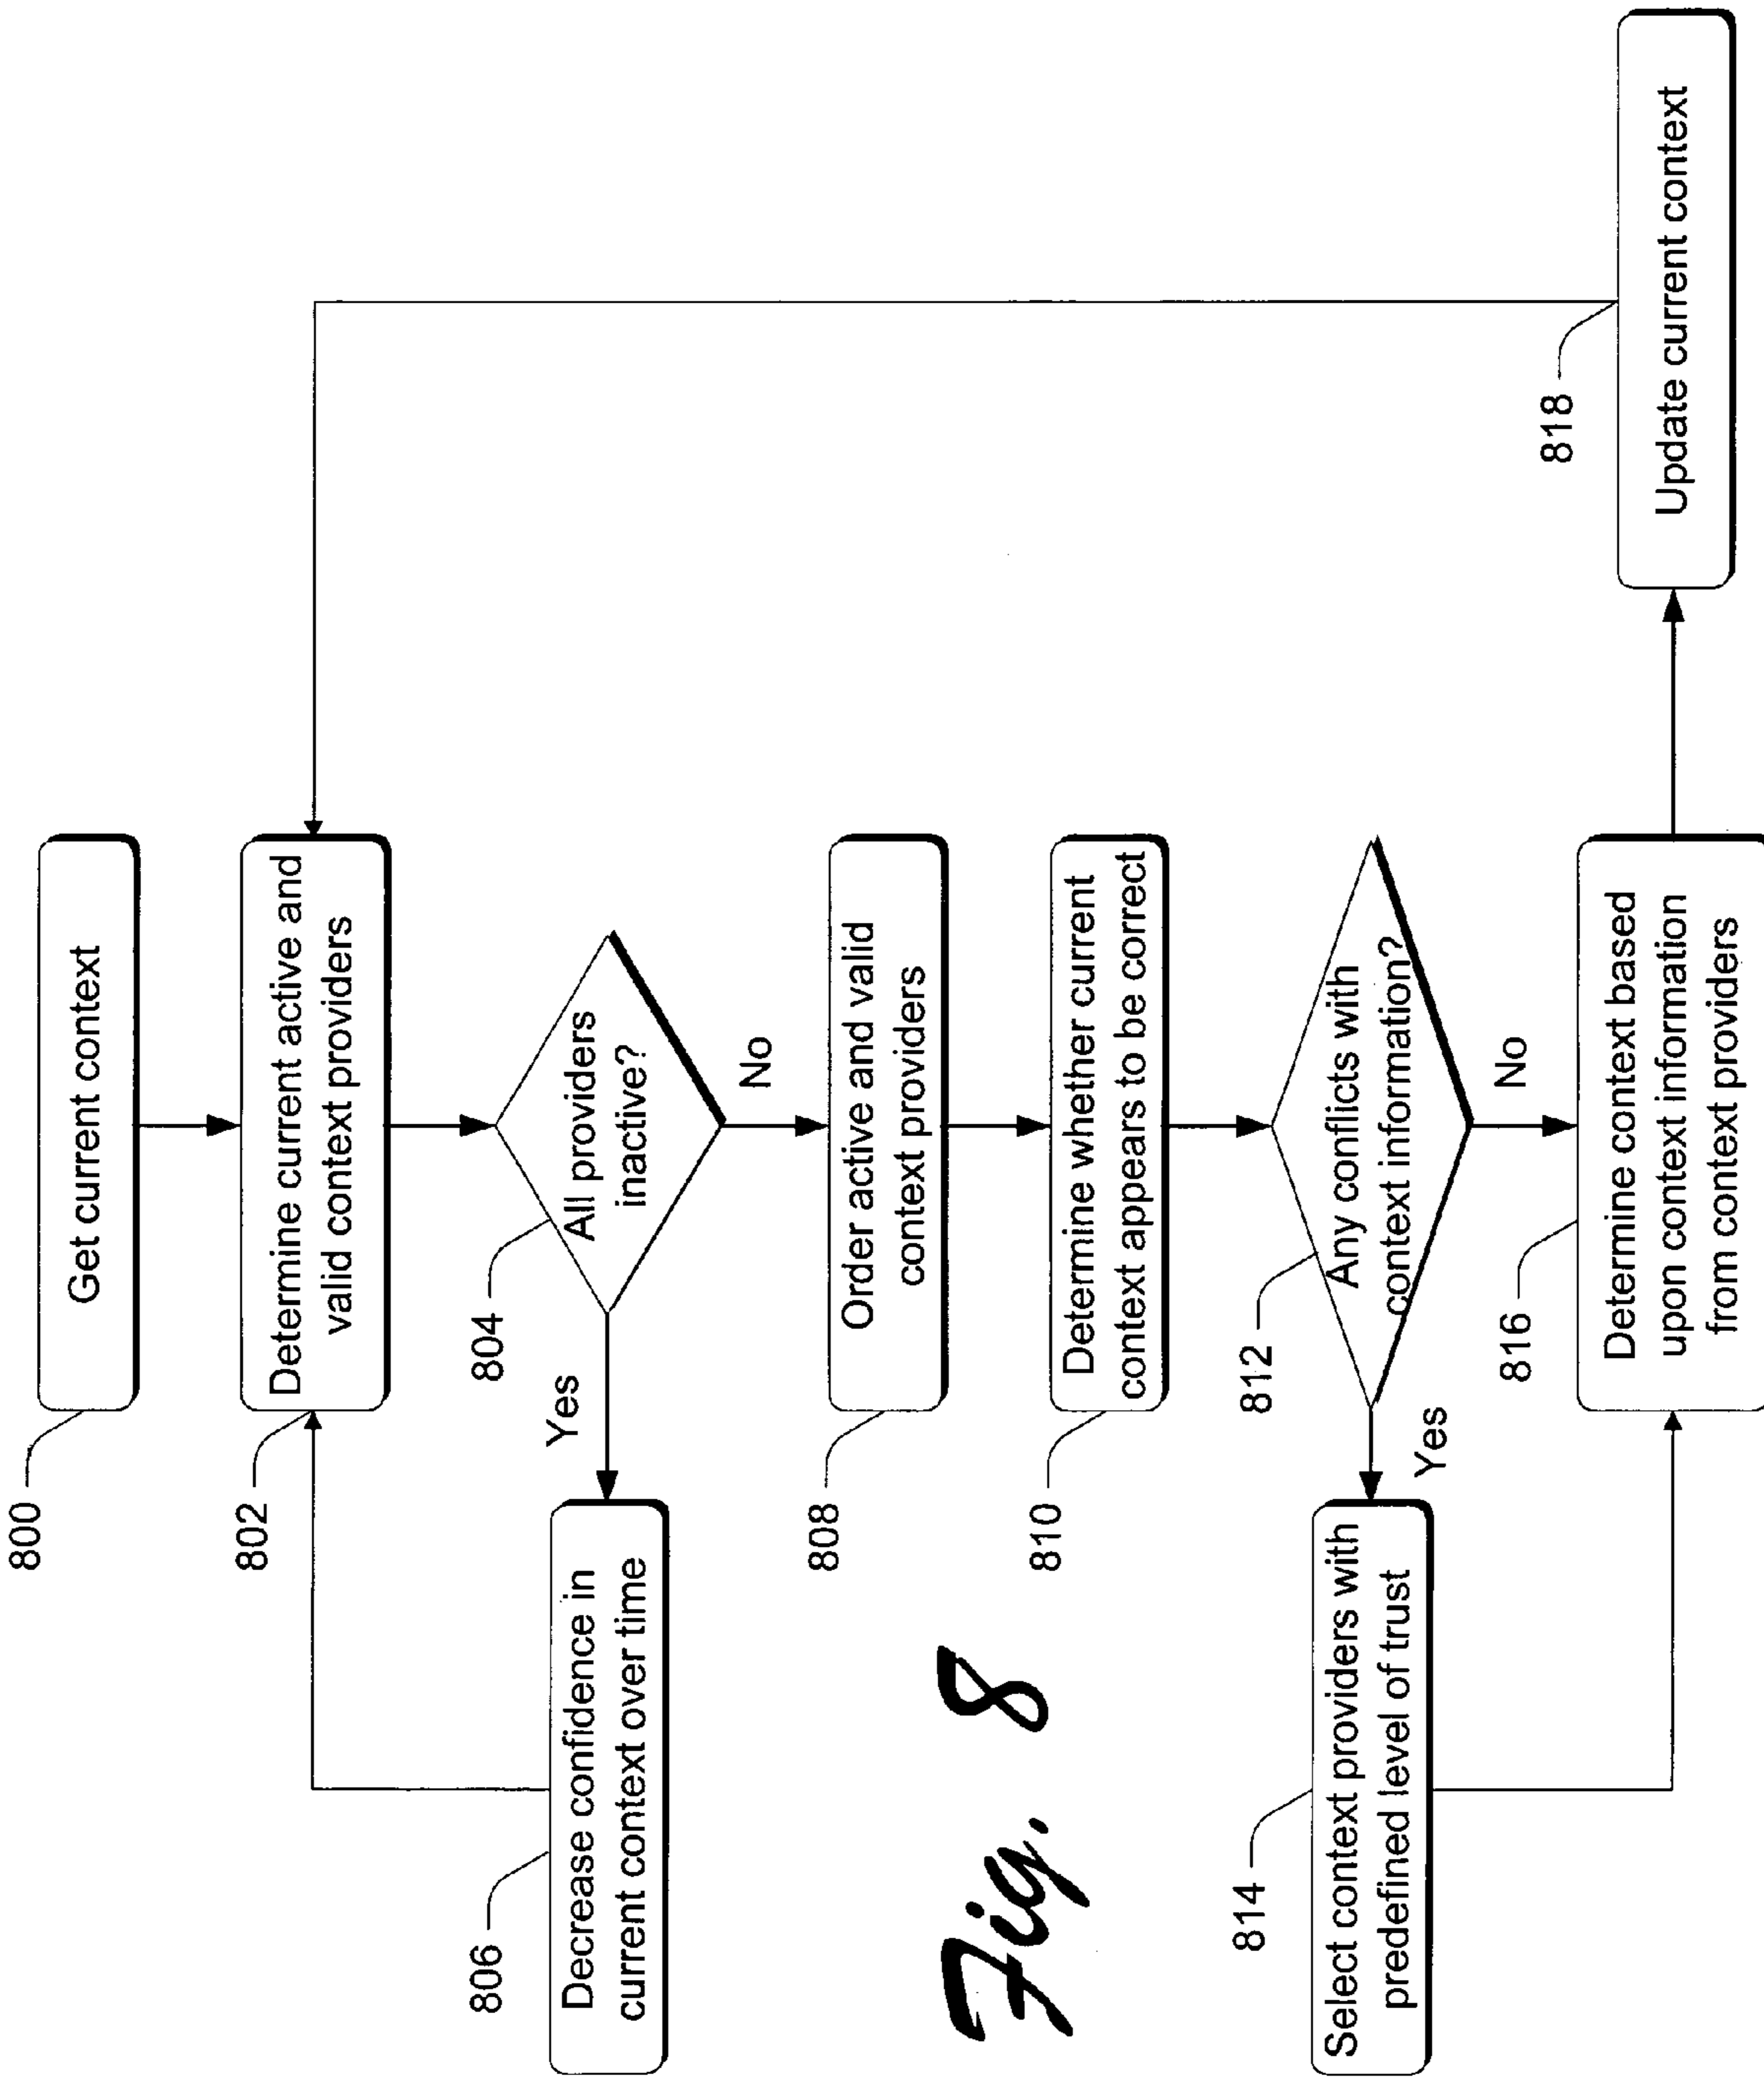 800
Get current context
802
Determine current active and
valid context providers
804
All providers
inactive?
Yes
No
806
Decrease confidence in
current context over time
808
Order active and valid
context providers
810
Determine whether current
context appears to be correct
812
Any conflicts with
context information?
Yes
No
814
Select context providers with
predefined level of trust
816
Determine context based
upon context information
from context providers
818
Update current context
Fig. 8